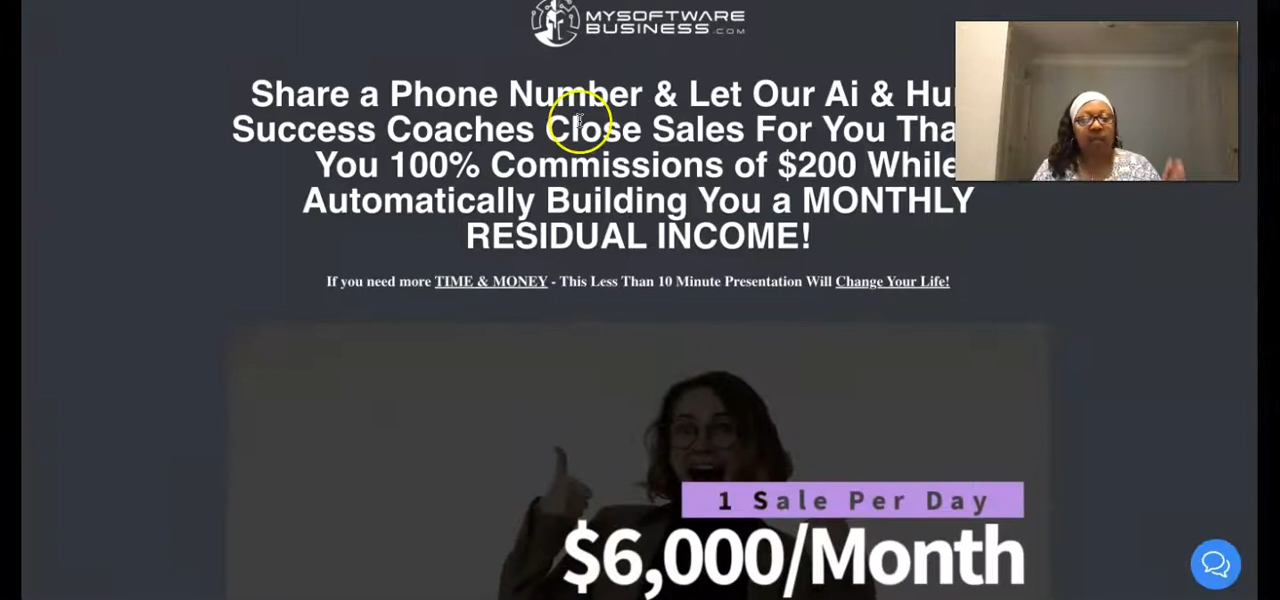 MYSOFTWARE
BUSINESS.COM
Share a Phone Number & Let Our Ai &
Success Coaches Close Sales For You
You 100% Commissions of $200 While
Automatically Building You a MONTHLY
RESIDUAL INCOME!
If you need more TIME & MONEY - This Less Than 10 Minute Presentation Will Change Your Life!
1 Sale Per Day
$6,000/Month